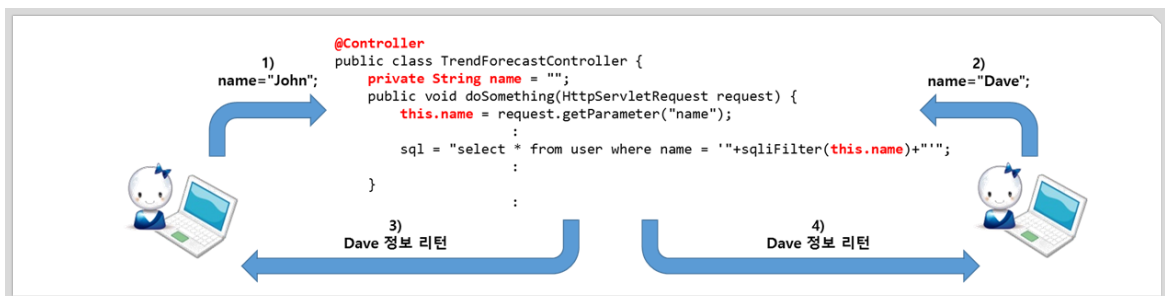 @Controller
public class TrendForecastController {
private String name = "";
public void doSomething(HttpServletRequest request) {
this.name = request.getParameter("name");
:
sql = "select * from user where name = '"+sqliFilter(this.name)+"'";
:
}
:
1)
name="John";
2)
name="Dave";
3)
Dave 정보 리턴
4)
Dave 정보 리턴